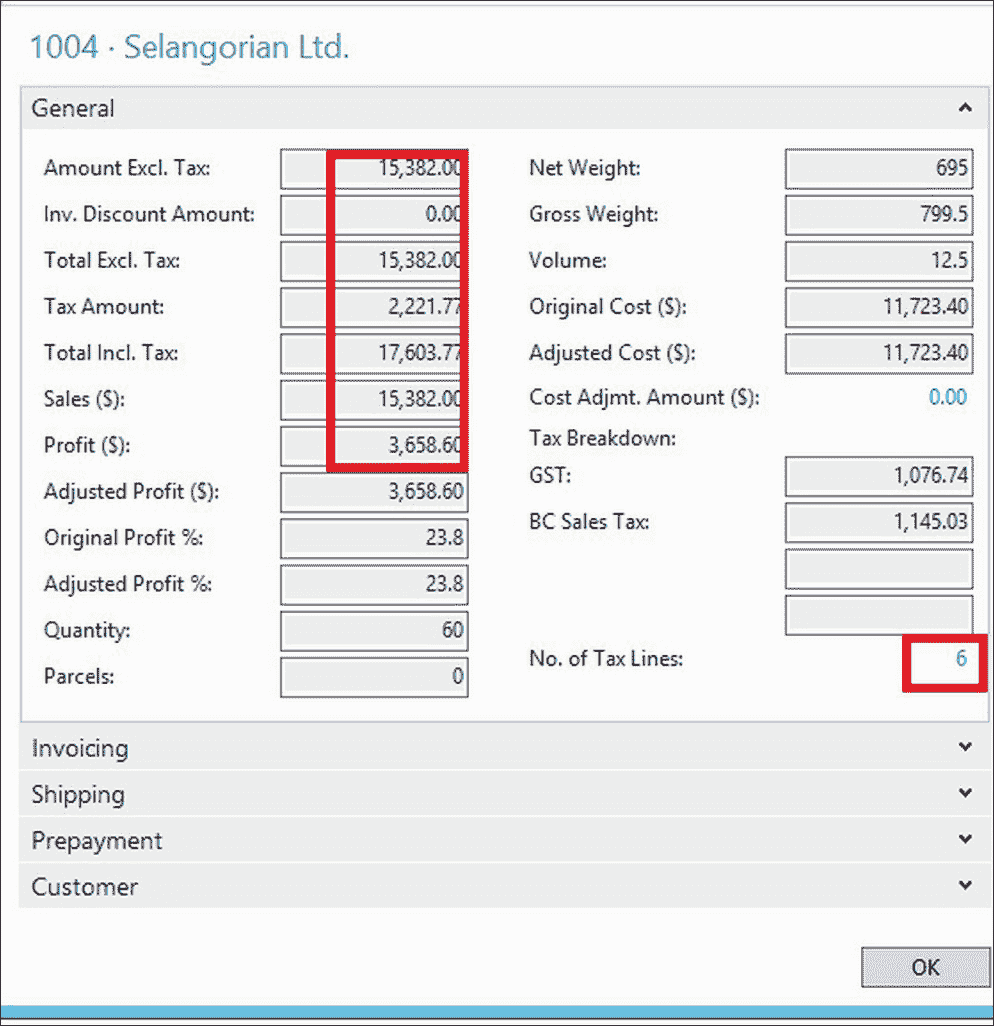 1004 · Selangorian Ltd.
General
Amount Excl. Tax: 15,382.00
Inv. Discount Amount: 0.00
Total Excl. Tax: 15,382.00
Tax Amount: 2,221.77
Total Incl. Tax: 17,603.77
Sales ($): 15,382.00
Profit ($): 3,658.60
Adjusted Profit ($): 3,658.60
Original Profit %: 23.8
Adjusted Profit %: 23.8
Quantity: 60
Parcels: 0
Net Weight: 695
Gross Weight: 799.5
Volume: 12.5
Original Cost ($): 11,723.40
Adjusted Cost ($): 11,723.40
Cost Adjmt. Amount ($): 0.00
Tax Breakdown:
GST: 1,076.74
BC Sales Tax: 1,145.03
No. of Tax Lines: 6
Invoicing
Shipping
Prepayment
Customer
OK